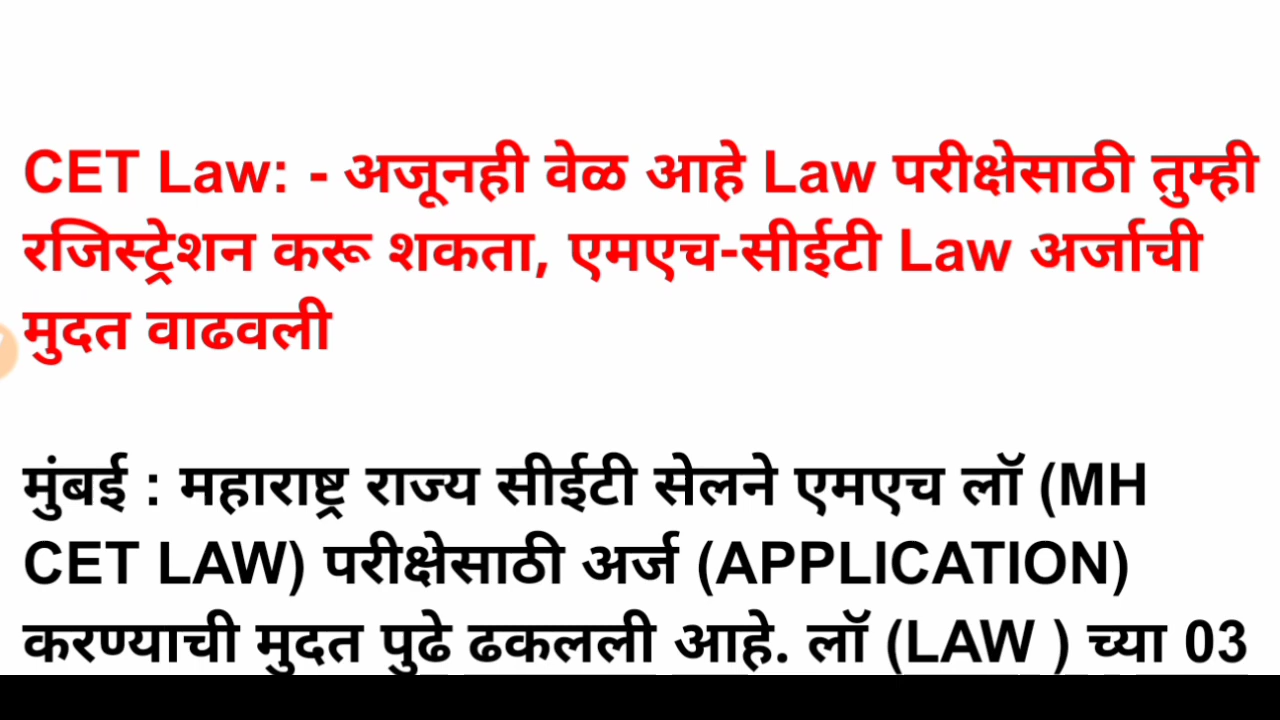 CET Law: - अजूनही वेळ आहे Law परीक्षेसाठी तुम्ही
रजिस्ट्रेशन करू शकता, एमएच-सीईटी Law अर्जाची
मुदत वाढवली
मुंबई : महाराष्ट्र राज्य सीईटी सेलने एमएच लॉ (MH
CET LAW) परीक्षेसाठी अर्ज (APPLICATION)
करण्याची मुदत पुढे ढकलली आहे. लॉ (LAW ) च्या 03